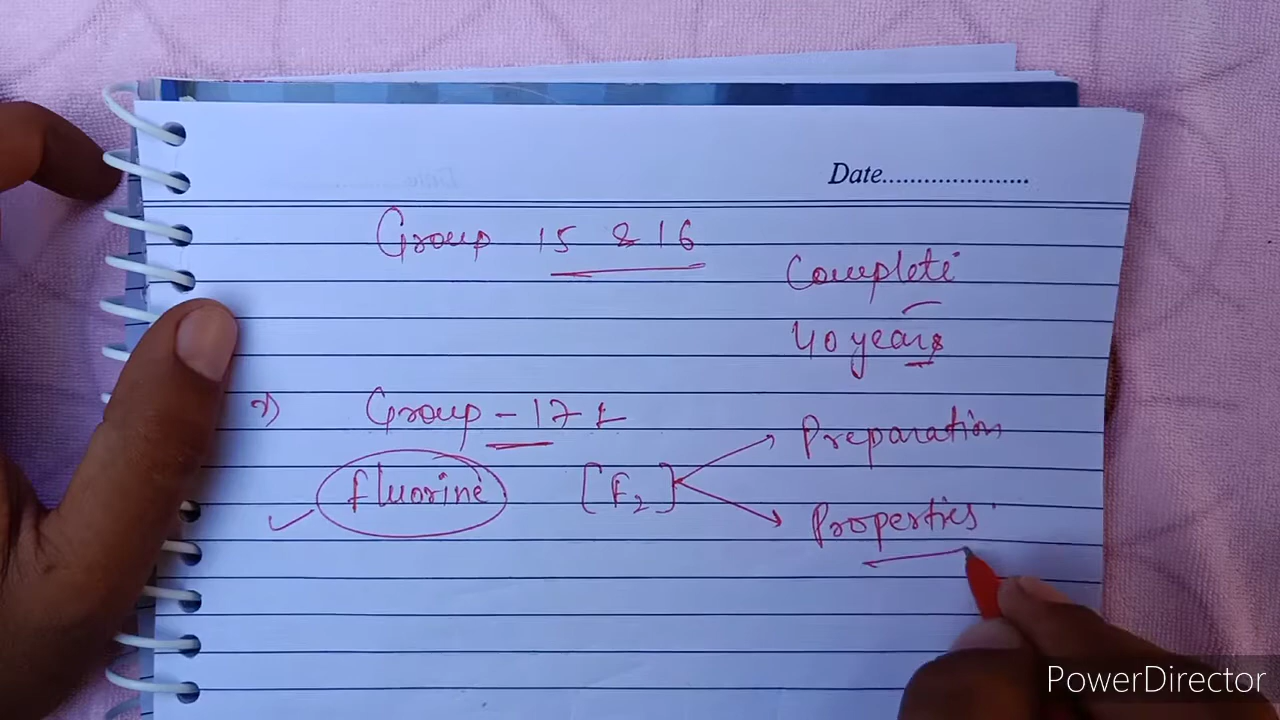 Date.....................
Group 15 & 16
Complete
40 years
Group - 17
Preparation
fluorine [F2]
Properties
PowerDirector